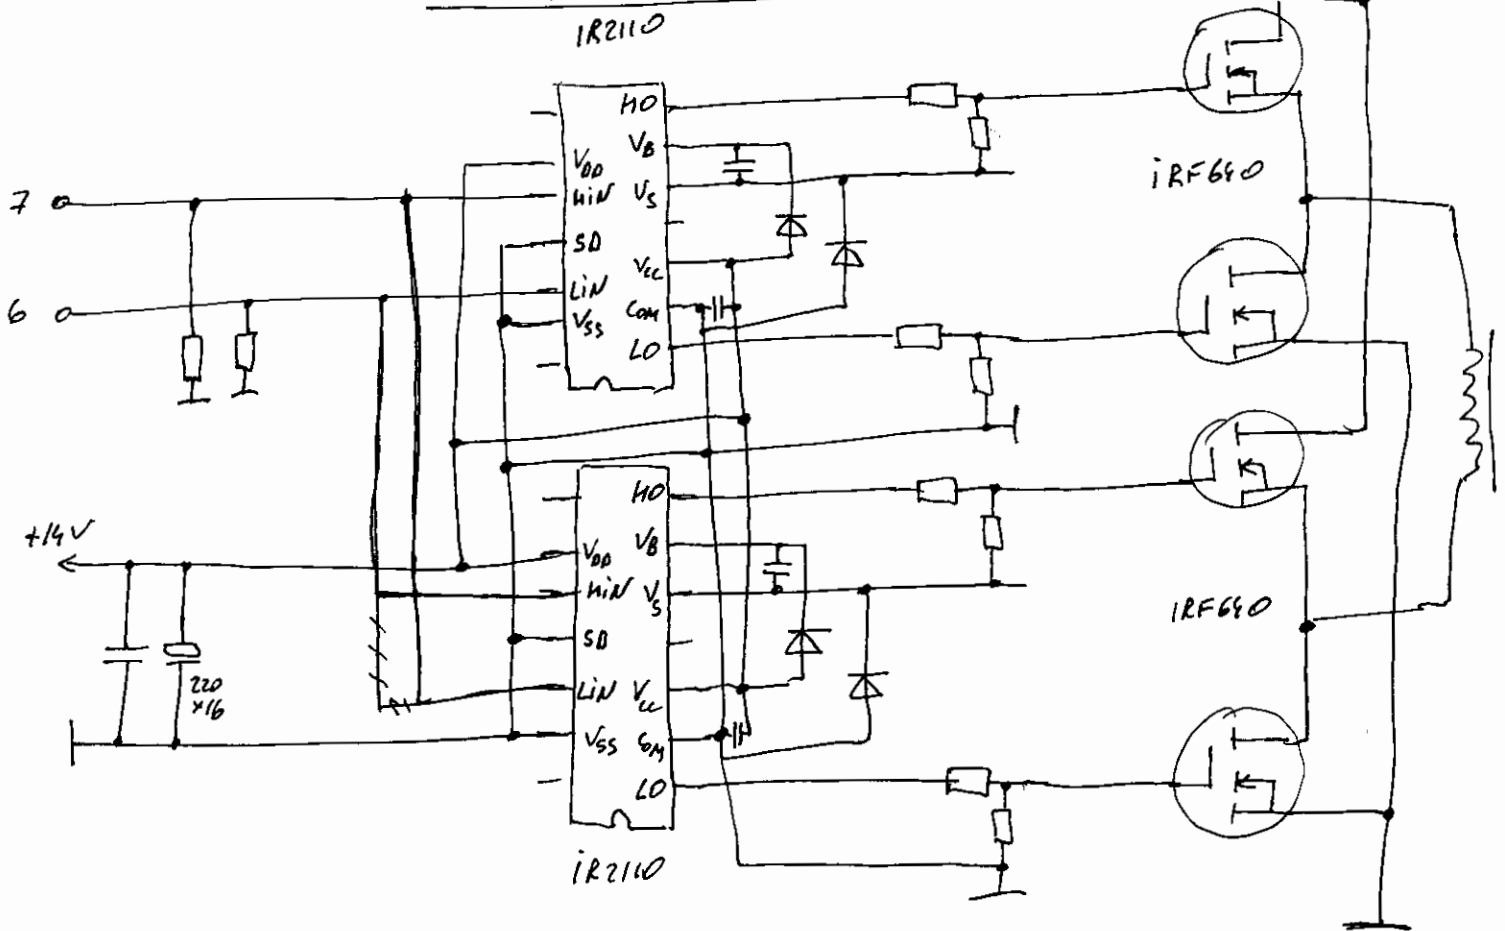 IR2110
HO
VB
VDD
7
HIN
VS
SD
VCC
LIN
COM
6
VSS
LO
IRF640
HO
+14V
VDD
VB
HIN
VS
SD
LIN
VCC
220
x16
VSS
COM
LO
IRF640
IR2110